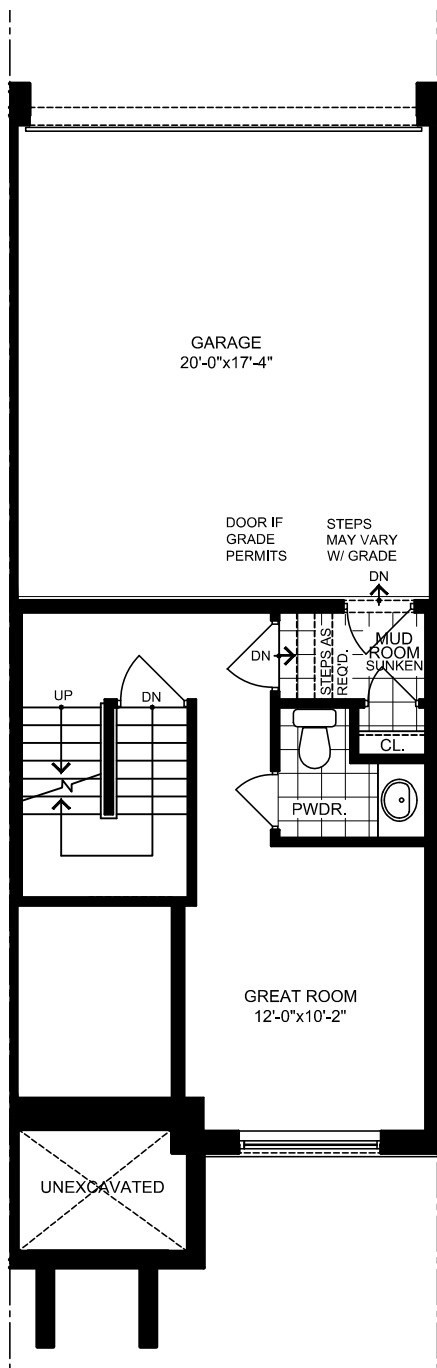 GARAGE
20'-0"x17'-4"
DOOR IF
GRADE
PERMITS
STEPS
MAY VARY
W/ GRADE
DN
MUD
ROOM
SUNKEN
DN
STEPS AS
REQ'D.
UP
DN
CL.
PWDR.
GREAT ROOM
12'-0"x10'-2"
UNEXCAVATED